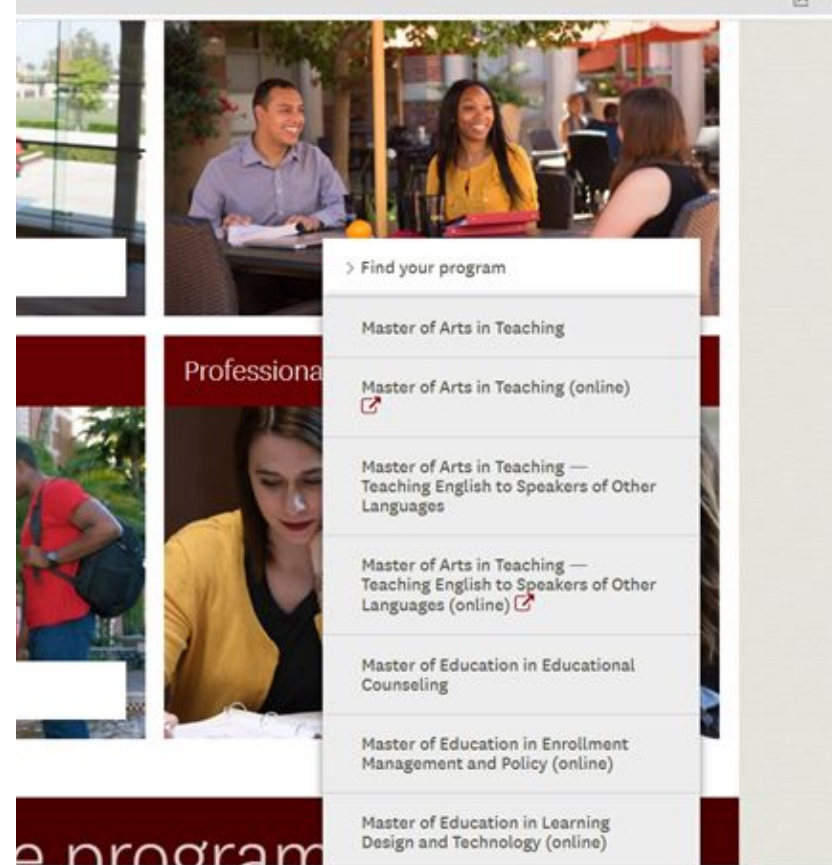 > Find your program
Master of Arts in Teaching
Professiona
Master of Arts in Teaching (online)
Master of Arts in Teaching —
Teaching English to Speakers of Other
Languages
Master of Arts in Teaching —
Teaching English to Speakers of Other
Languages (online)
Master of Education in Educational
Counseling
Master of Education in Enrollment
Management and Policy (online)
Master of Education in Learning
Design and Technology (online)
e program